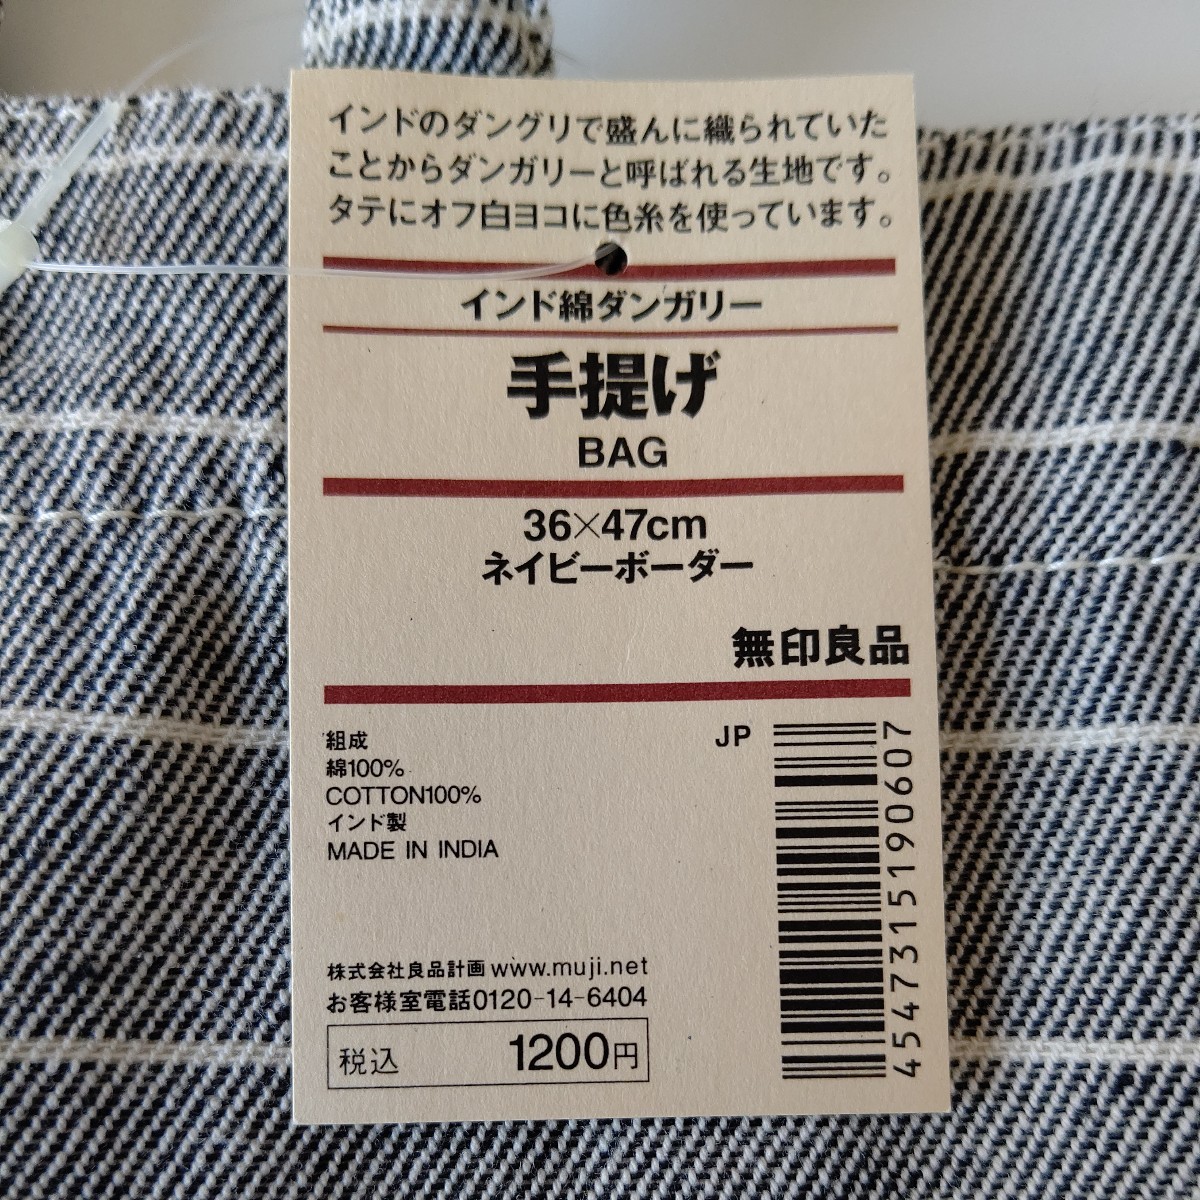 インドのダングリで盛んに織られていた
ことからダンガリーと呼ばれる生地です。
タテにオフ白ヨコに色糸を使っています。
インド綿ダンガリー
手提げ
BAG
36×47cm
ネイビーボーダー
無印良品
組成
綿100%
COTTON100%
インド製
MADE IN INDIA
JP
4547315190607
株式会社良品計画 www.muji.net
お客様室電話0120-14-6404
税込 1200円